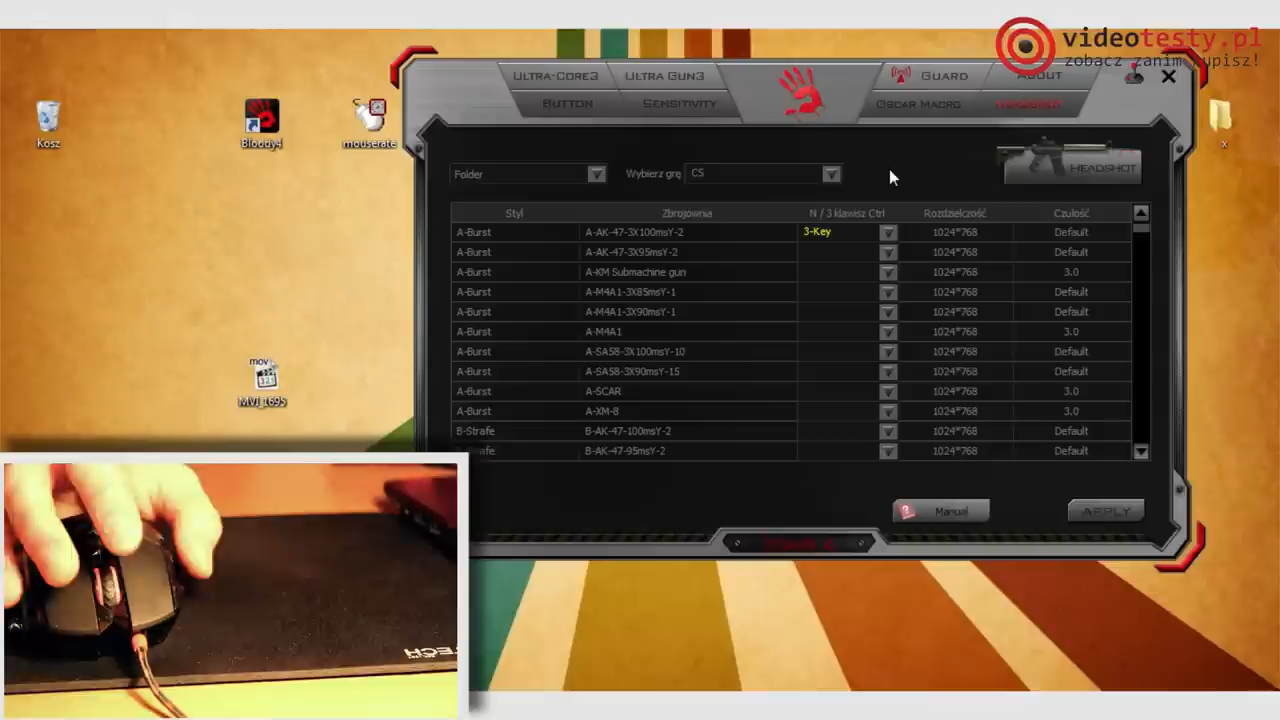 videotesty.pl
zobacz zanim kupisz!
ULTRA-CORE3
ULTRA GUN3
GUARD
ABOUT
BUTTON
SENSITIVITY
OSCAR MACRO
Kosz
Bloody4
mouserate
x
MVI_1695
Folder
Wybierz grę
CS
HEADSHOT
Styl Zbrojownia N / 3 klawisz Ctrl Rozdzielczość Czułość
A-Burst A-AK-47-3X100msY-2 3-Key 1024*768 Default
A-Burst A-AK-47-3X95msY-2 1024*768 Default
A-Burst A-KM Submachine gun 1024*768 3.0
A-Burst A-M4A1-3X85msY-1 1024*768 Default
A-Burst A-M4A1-3X90msY-1 1024*768 Default
A-Burst A-M4A1 1024*768 3.0
A-Burst A-SA58-3X100msY-10 1024*768 Default
A-Burst A-SA58-3X90msY-15 1024*768 Default
A-Burst A-SCAR 1024*768 3.0
A-Burst A-XM-8 1024*768 3.0
B-Strafe B-AK-47-100msY-2 1024*768 Default
B-AK-47-95msY-2 1024*768 Default
Manual
APPLY